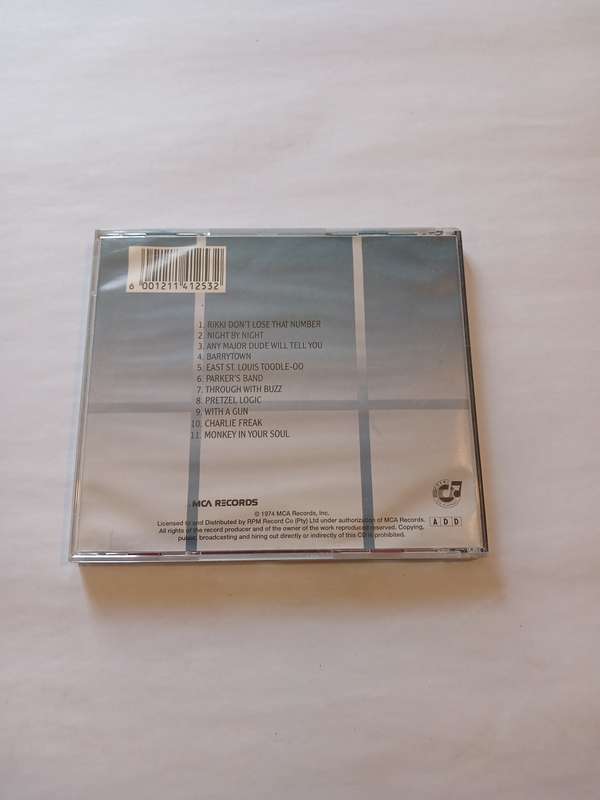 6 001211 412532
1. RIKKI DON'T LOSE THAT NUMBER
2. NIGHT BY NIGHT
3. ANY MAJOR DUDE WILL TELL YOU
4. BARRYTOWN
5. EAST ST. LOUIS TOODLE-OO
6. PARKER'S BAND
7. THROUGH WITH BUZZ
8. PRETZEL LOGIC
9. WITH A GUN
10. CHARLIE FREAK
11. MONKEY IN YOUR SOUL
MCA RECORDS
© 1974 MCA Records, Inc.
Licensed to and Distributed by RPM Record Co (Pty) Ltd under authorization of MCA Records.
All rights of the record producer and of the owner of the work reproduced reserved. Copying,
public broadcasting and hiring out directly or indirectly of this CD is prohibited.
A D D